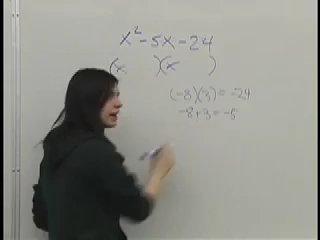 x² - 5x - 24
(x )(x )
(-8)(3) = -24
-8 + 3 = -5